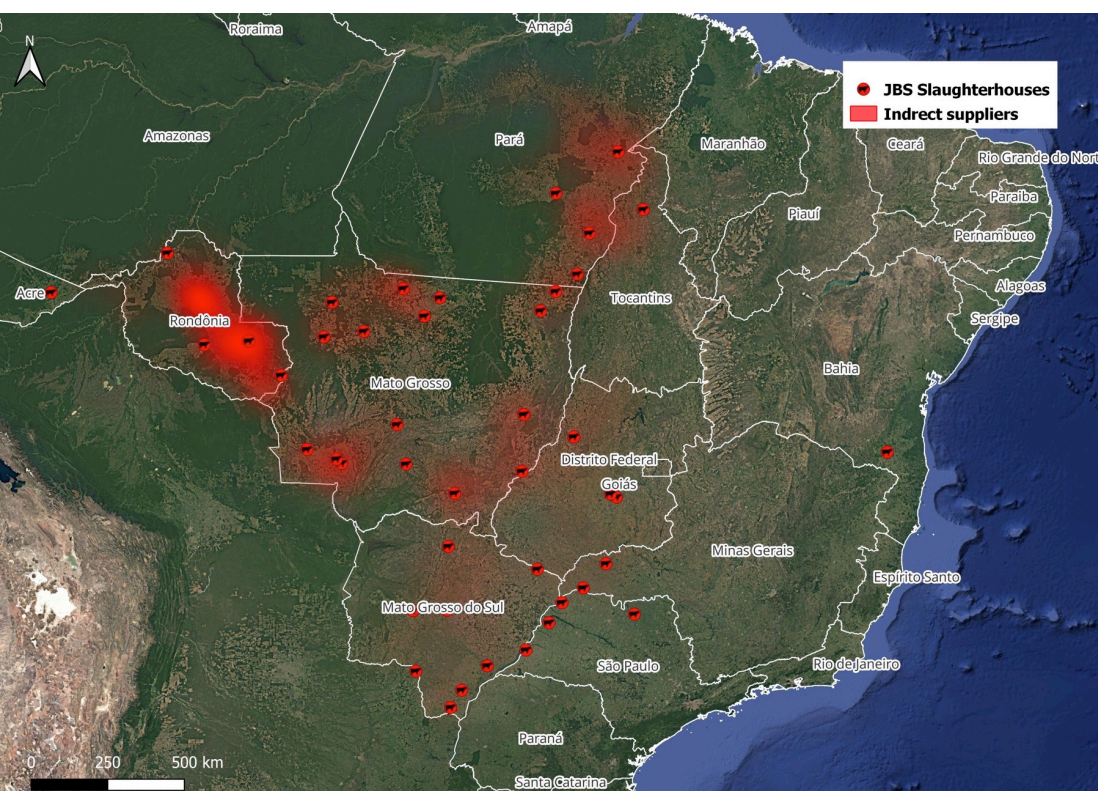 Roraima
Amapá
N
JBS Slaughterhouses
Indirect suppliers
Amazonas
Pará
Maranhão
Ceará
Rio Grande do Nort
Paraíba
Piauí
Pernambuco
Acre
Tocantins
Alagoas
Rondônia
Sergipe
Bahia
Mato Grosso
Distrito Federal
Goiás
Minas Gerais
Espírito Santo
Mato Grosso do Sul
São Paulo
Rio de Janeiro
Paraná
0 250 500 km
Santa Catarina